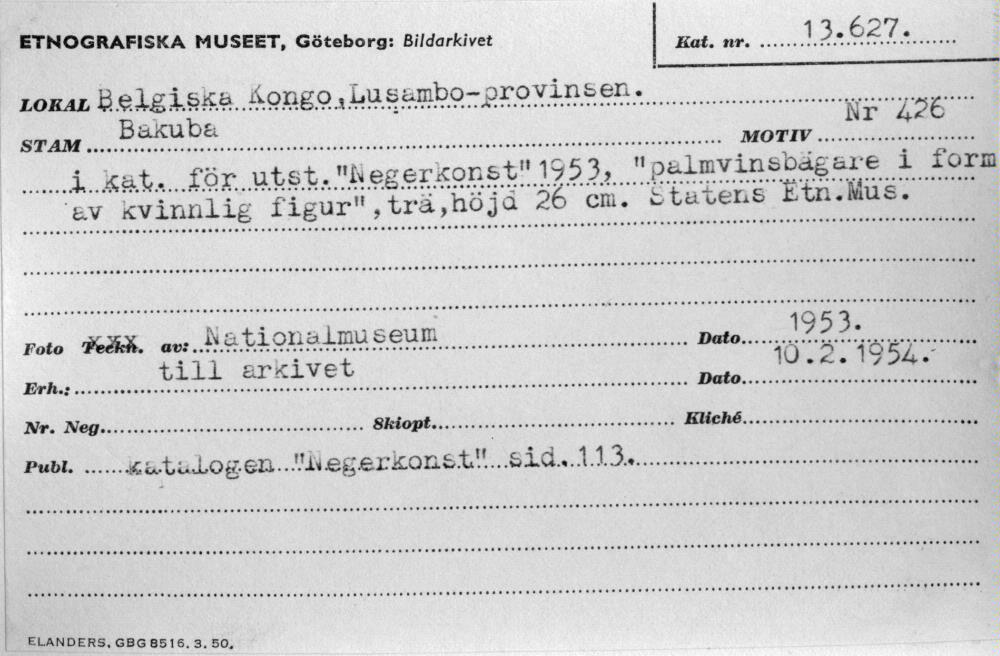 ETNOGRAFISKA MUSEET, Göteborg: Bildarkivet
Kat. nr. 13.627.
LOKAL Belgiska Kongo,Lusambo-provinsen.
STAM Bakuba MOTIV Nr 426
i kat. för utst."Negerkonst" 1953, "palmvinsbägare i form
av kvinnlig figur",trä,höjd 26 cm. Statens Etn.Mus.
Foto Teckn. av: Nationalmuseum Dato 1953.
Erh.: till arkivet Dato 10.2.1954.
Nr. Neg. Skiopt. Kliché
Publ. katalogen "Negerkonst" sid.113.
ELANDERS, GBG 8516. 3. 50.